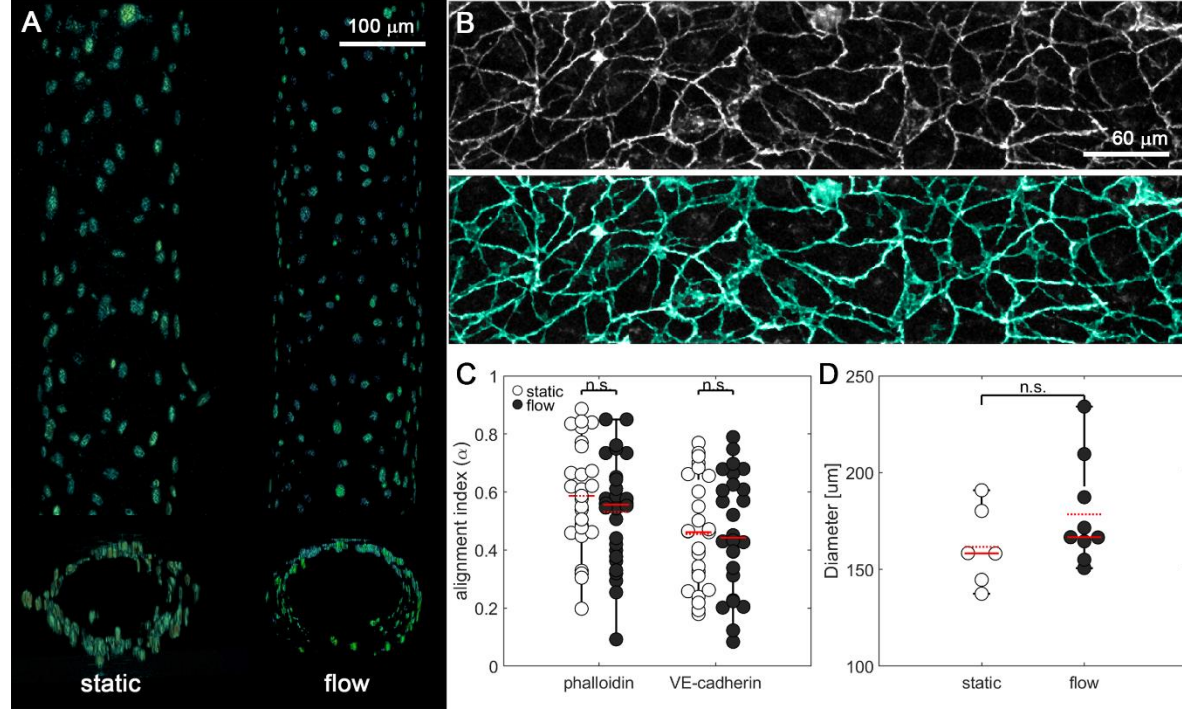 A
100 μm
static
flow
B
60 μm
C
static
flow
n.s.
n.s.
1
0.8
0.6
0.4
0.2
0
alignment index (α)
phalloidin
VE-cadherin
D
n.s.
250
200
150
100
Diameter [um]
static
flow